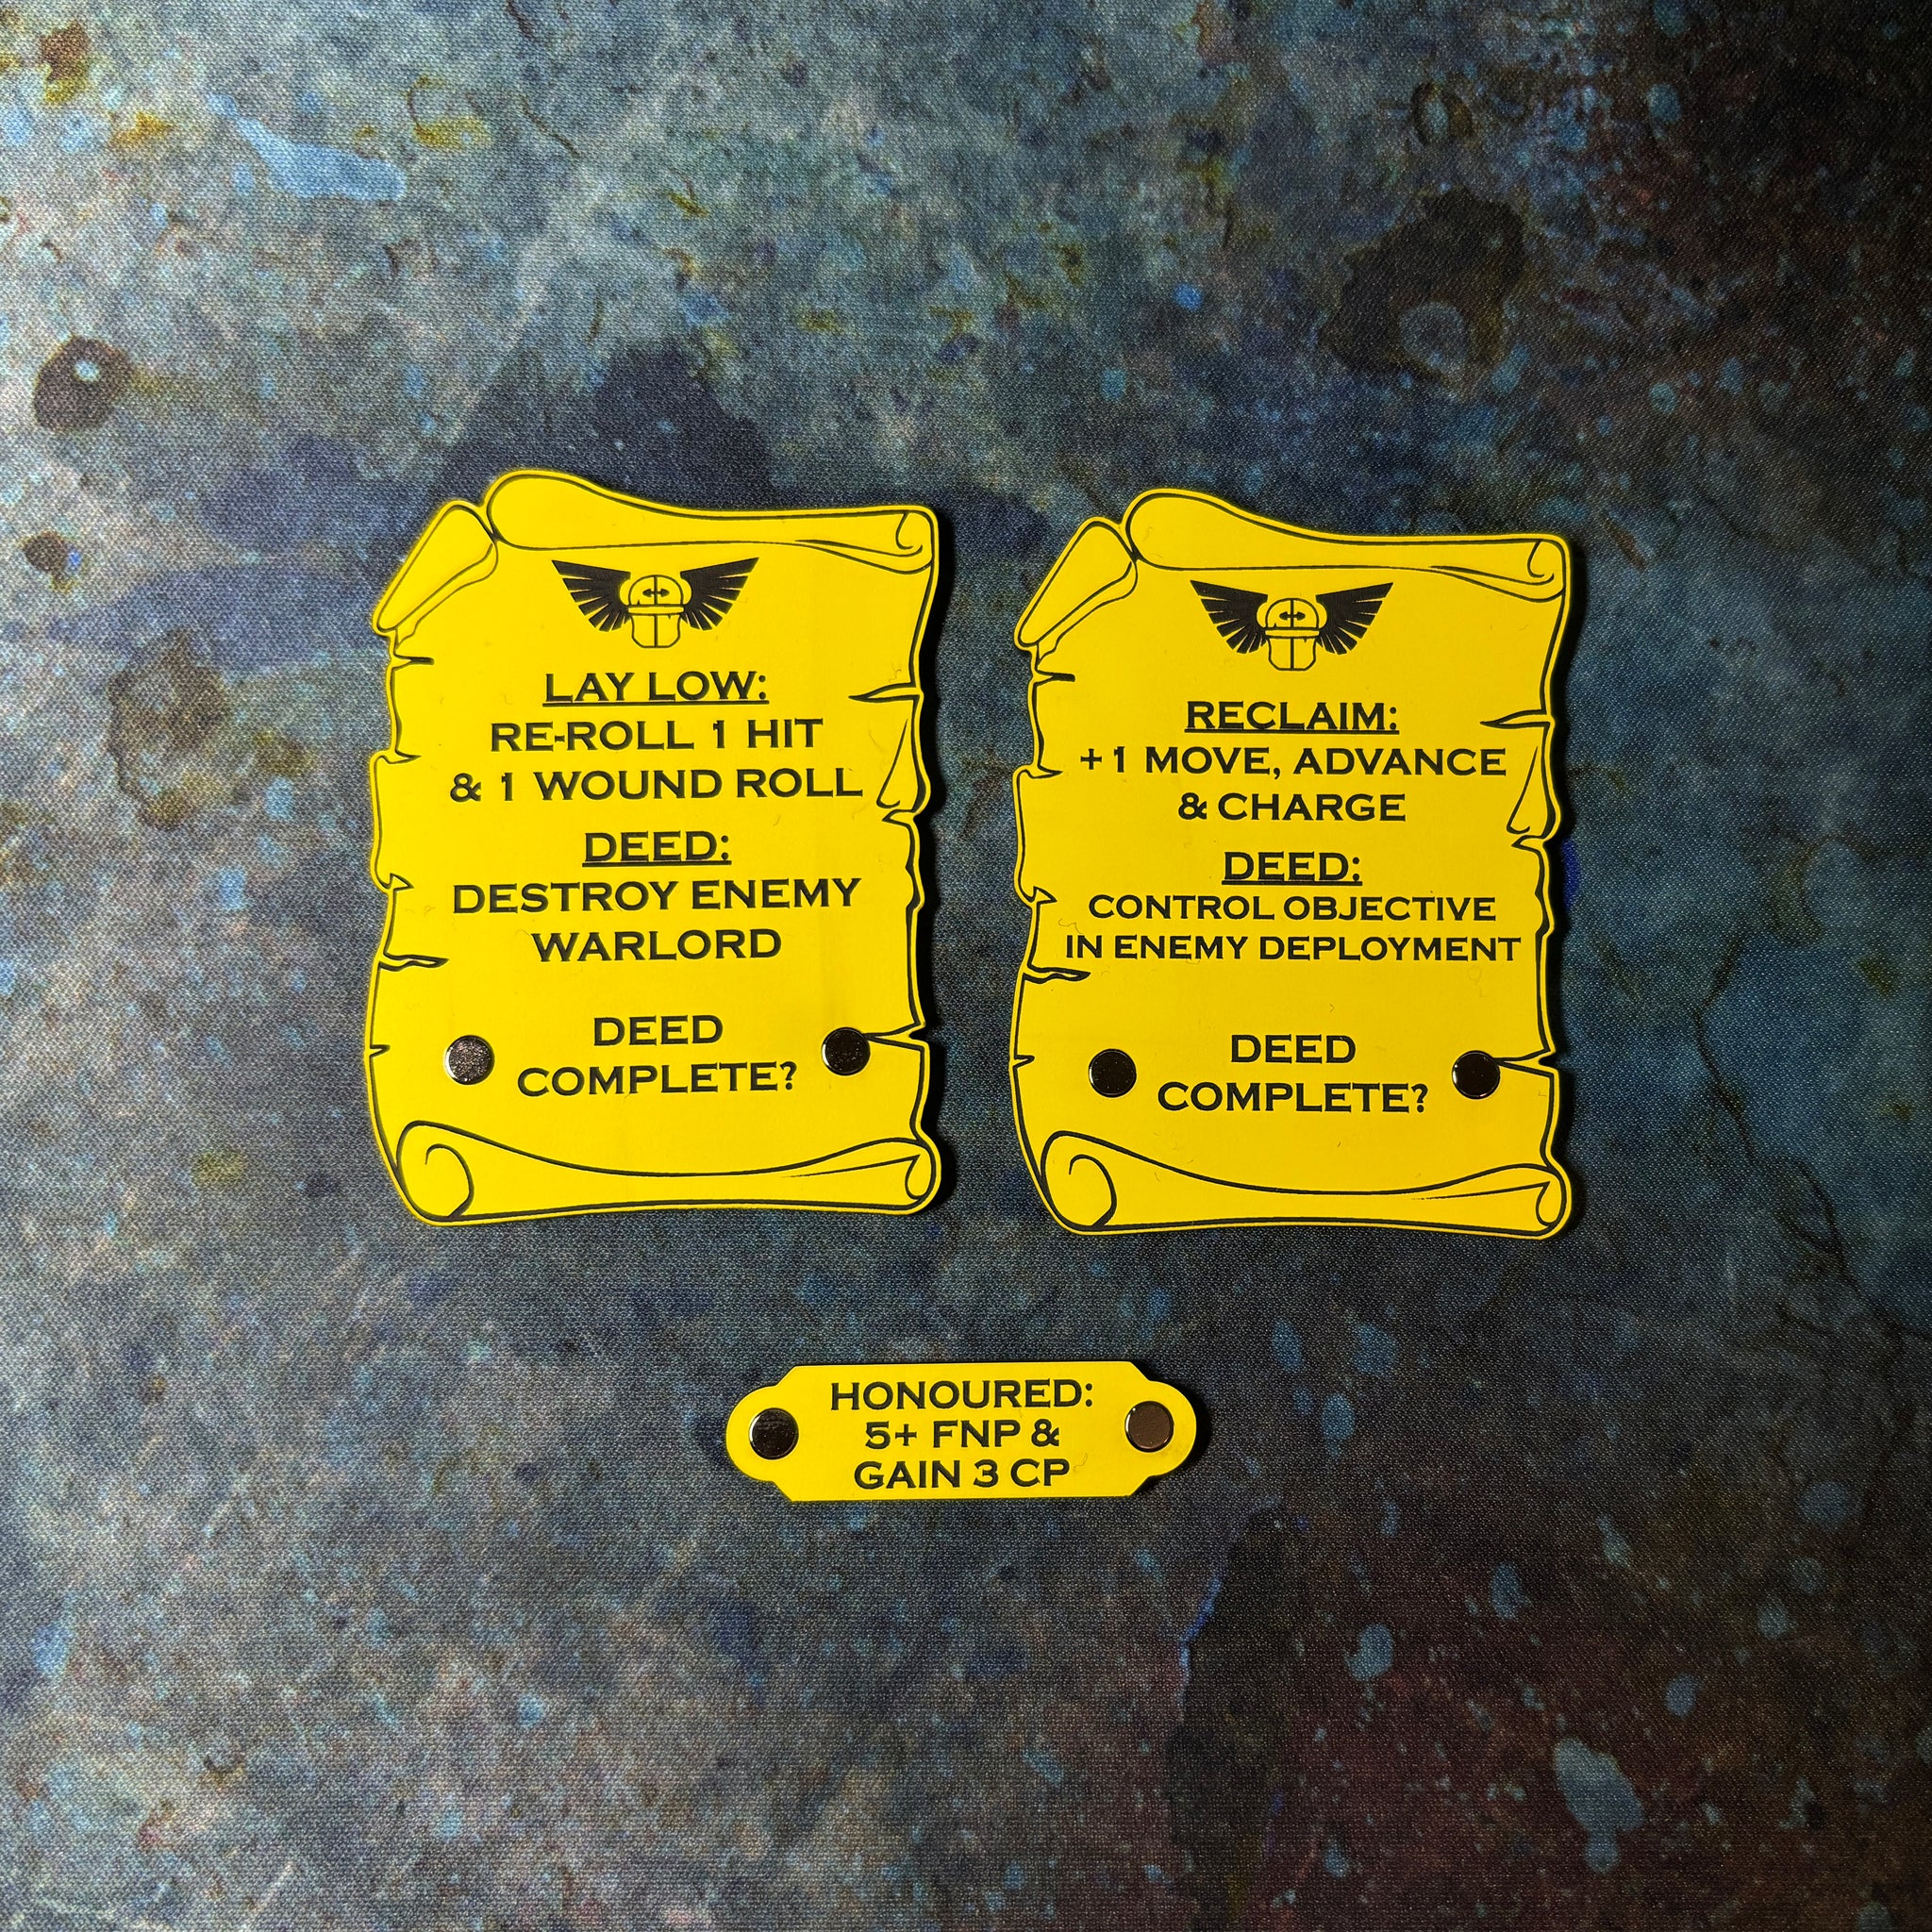 LAY LOW:
RE-ROLL 1 HIT
& 1 WOUND ROLL
DEED:
DESTROY ENEMY
WARLORD
DEED
COMPLETE?
RECLAIM:
+1 MOVE, ADVANCE
& CHARGE
DEED:
CONTROL OBJECTIVE
IN ENEMY DEPLOYMENT
DEED
COMPLETE?
HONOURED:
5+ FNP &
GAIN 3 CP